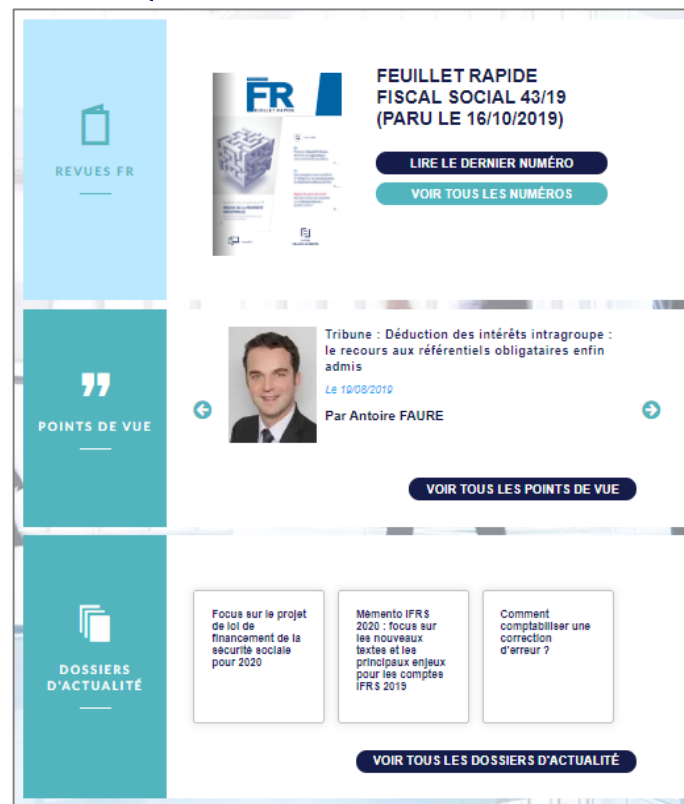 REVUES FR
FR
FEUILLET RAPIDE
FEUILLET RAPIDE
FISCAL SOCIAL 43/19
(PARU LE 16/10/2019)
LIRE LE DERNIER NUMÉRO
VOIR TOUS LES NUMÉROS
POINTS DE VUE
Tribune : Déduction des intérêts intragroupe :
le recours aux référentiels obligataires enfin
admis
Le 19/08/2019
Par Antoire FAURE
VOIR TOUS LES POINTS DE VUE
DOSSIERS
D'ACTUALITÉ
Focus sur le projet
de loi de
financement de la
sécurité sociale
pour 2020
Mémento IFRS
2020 : focus sur
les nouveaux
textes et les
principaux enjeux
pour les comptes
IFRS 2019
Comment
comptabiliser une
correction
d'erreur ?
VOIR TOUS LES DOSSIERS D'ACTUALITÉ